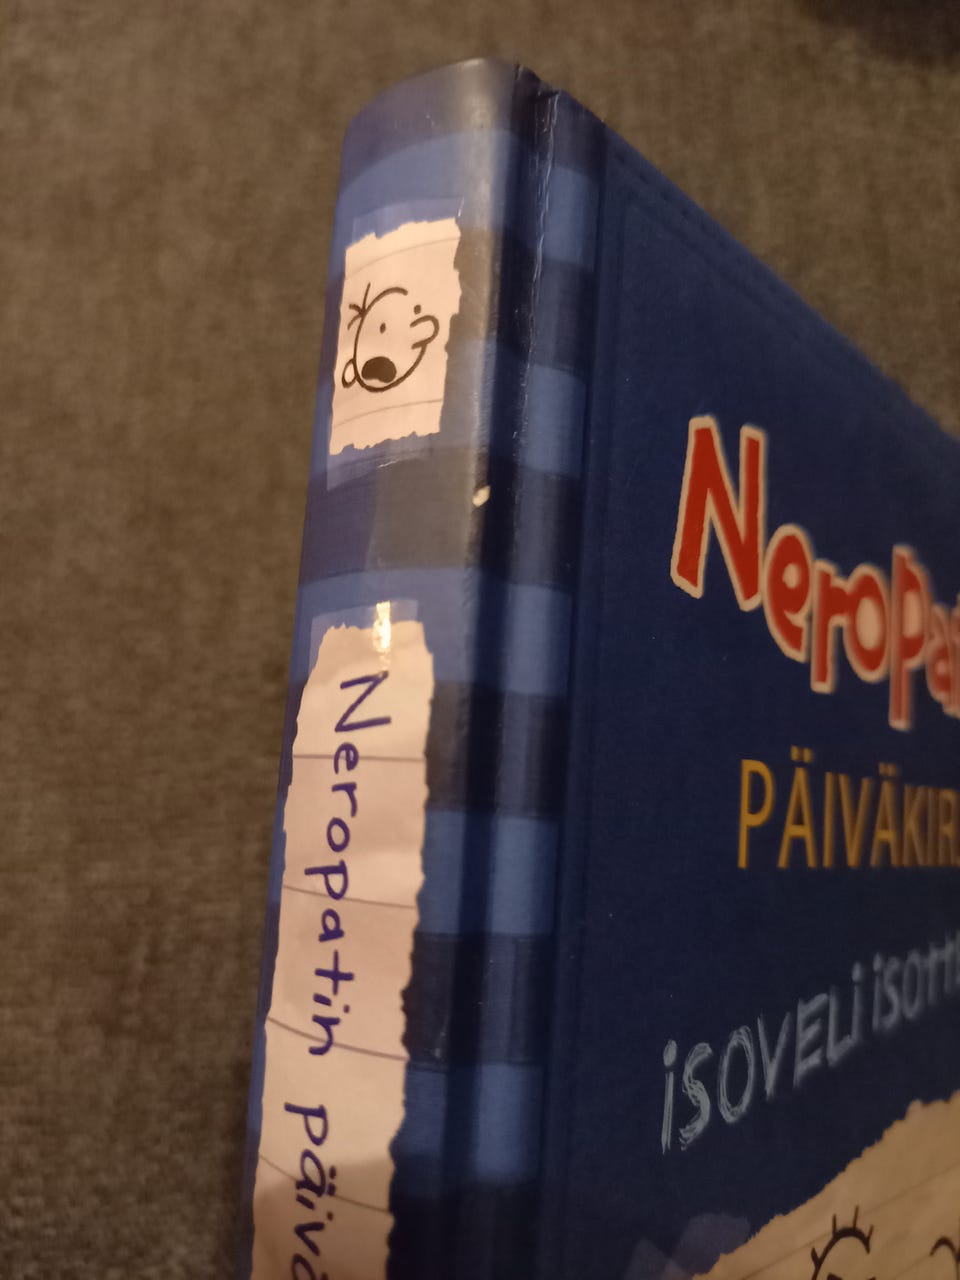 Neropatin päivä
Neropa
PÄIVÄKIR
iSOVELi iSOTT